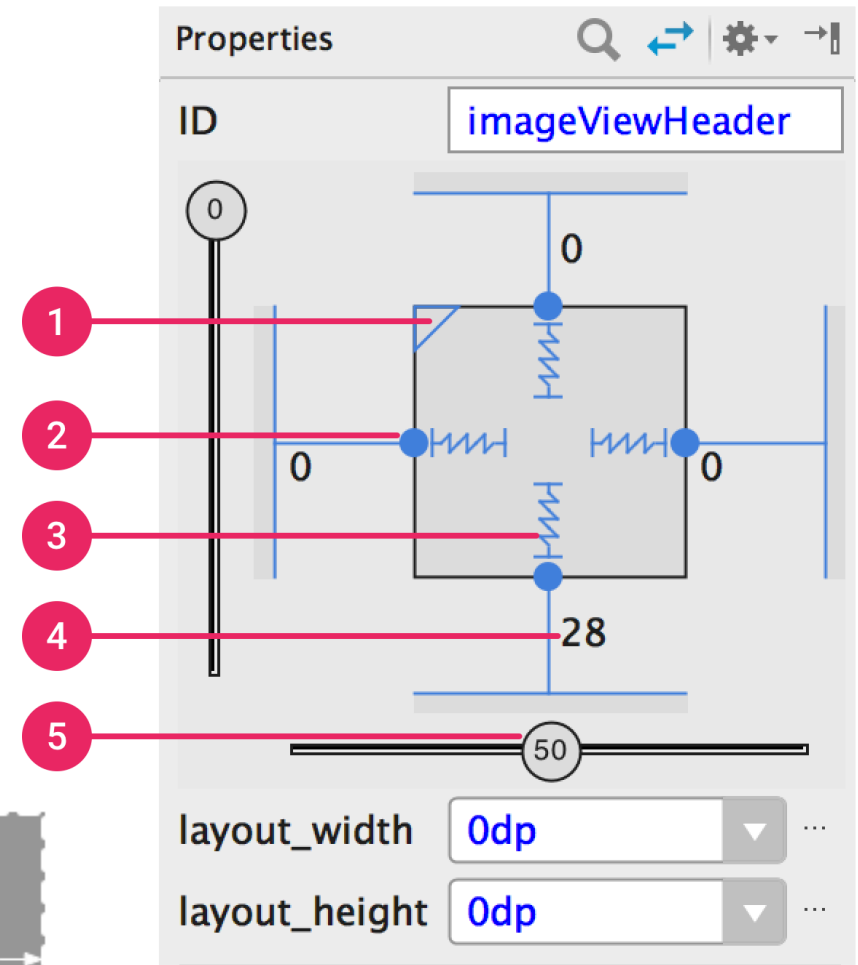 Properties
ID imageViewHeader
0
0
1
2
0 0
3
4 28
5 50
layout_width 0dp ...
layout_height 0dp ...